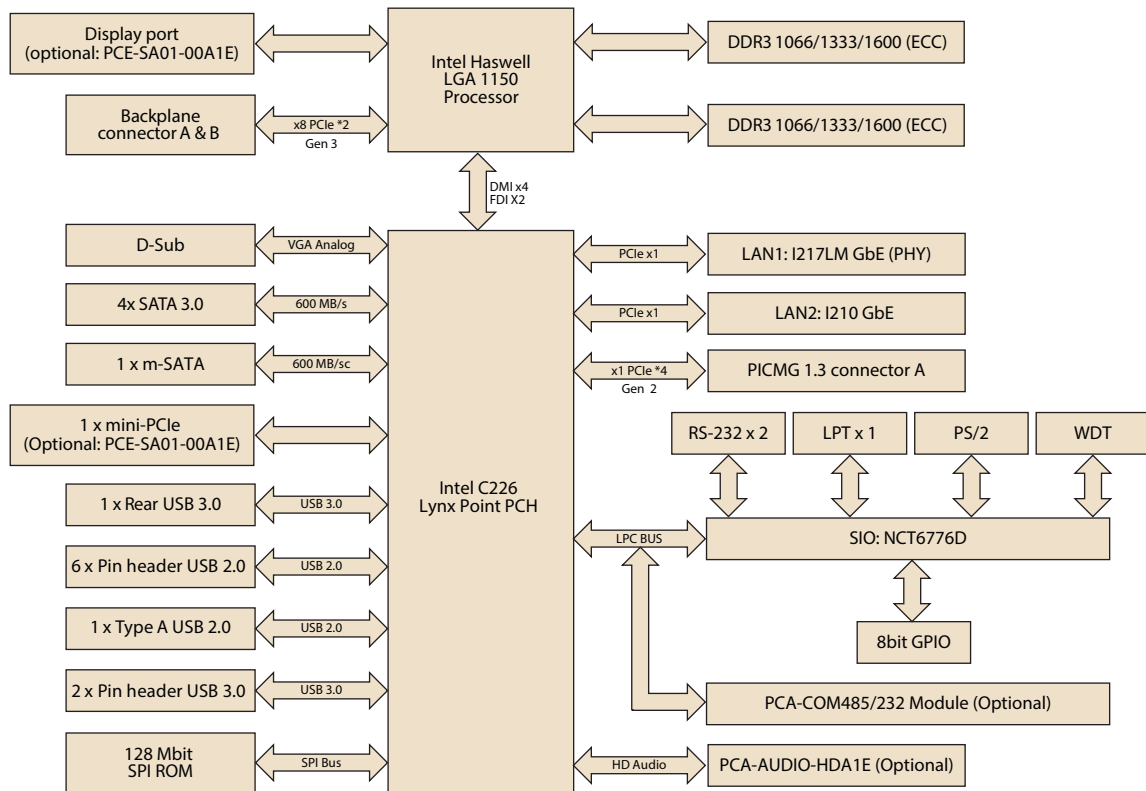 Display port
(optional: PCE-SA01-00A1E)
Intel Haswell
LGA 1150
Processor
DDR3 1066/1333/1600 (ECC)
Backplane
connector A & B
x8 PCIe *2
Gen 3
DDR3 1066/1333/1600 (ECC)
DMI x4
FDI X2
D-Sub
VGA Analog
PCIe x1
LAN1: I217LM GbE (PHY)
4x SATA 3.0
600 MB/s
PCIe x1
LAN2: I210 GbE
1 x m-SATA
600 MB/sc
x1 PCIe *4
Gen 2
PICMG 1.3 connector A
1 x mini-PCIe
(Optional: PCE-SA01-00A1E)
RS-232 x 2
LPT x 1
PS/2
WDT
Intel C226
Lynx Point PCH
1 x Rear USB 3.0
USB 3.0
LPC BUS
SIO: NCT6776D
6 x Pin header USB 2.0
USB 2.0
1 x Type A USB 2.0
USB 2.0
8bit GPIO
2 x Pin header USB 3.0
USB 3.0
PCA-COM485/232 Module (Optional)
128 Mbit
SPI ROM
SPI Bus
HD Audio
PCA-AUDIO-HDA1E (Optional)